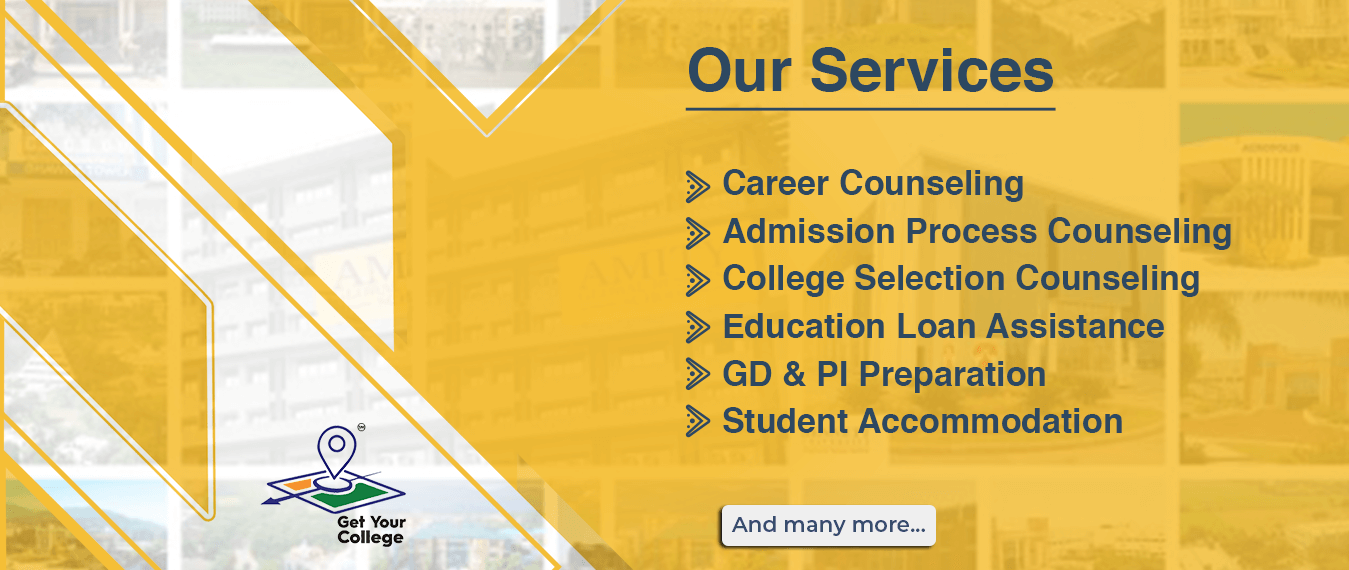 Our Services
Career Counseling
Admission Process Counseling
College Selection Counseling
Education Loan Assistance
GD & PI Preparation
Student Accommodation
And many more...
Get Your
College